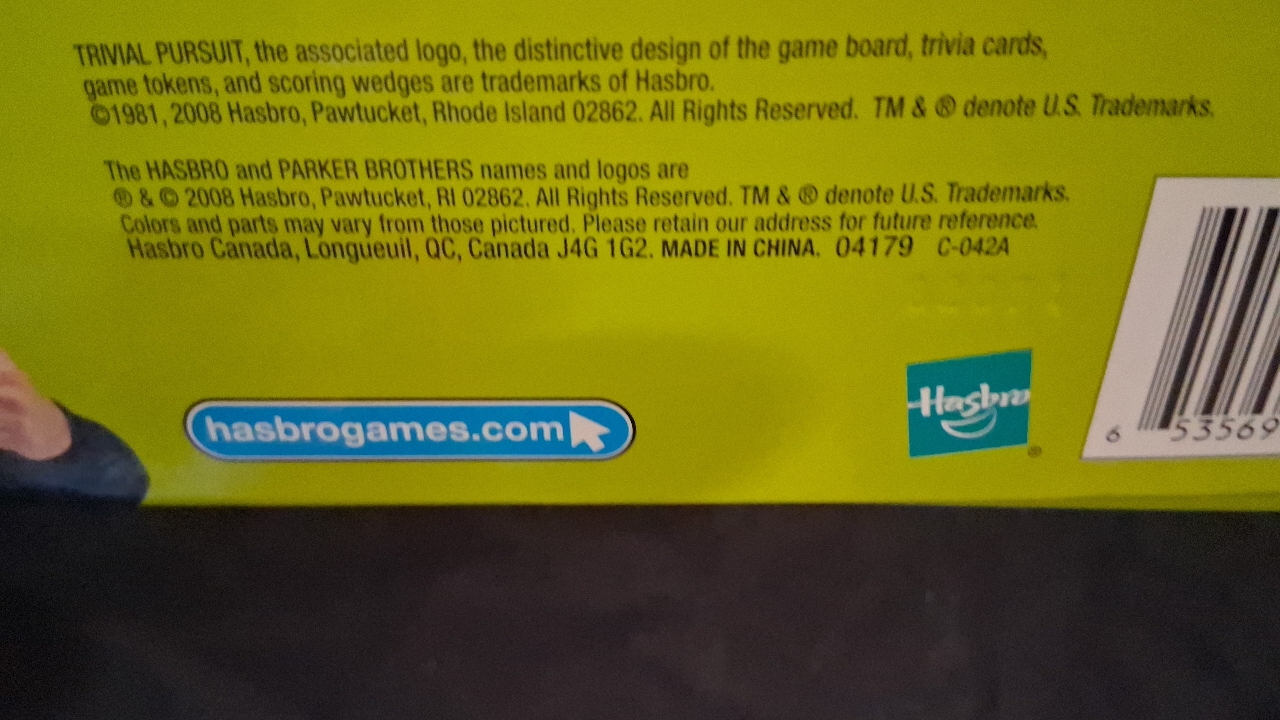 TRIVIAL PURSUIT, the associated logo, the distinctive design of the game board, trivia cards,
game tokens, and scoring wedges are trademarks of Hasbro.
©1981, 2008 Hasbro, Pawtucket, Rhode Island 02862. All Rights Reserved. TM & ® denote U.S. Trademarks.
The HASBRO and PARKER BROTHERS names and logos are
® & © 2008 Hasbro, Pawtucket, RI 02862. All Rights Reserved. TM & ® denote U.S. Trademarks.
Colors and parts may vary from those pictured. Please retain our address for future reference.
Hasbro Canada, Longueuil, QC, Canada J4G 1G2. MADE IN CHINA. 04179 C-042A
hasbrogames.com
Hasbro
®
6 53569